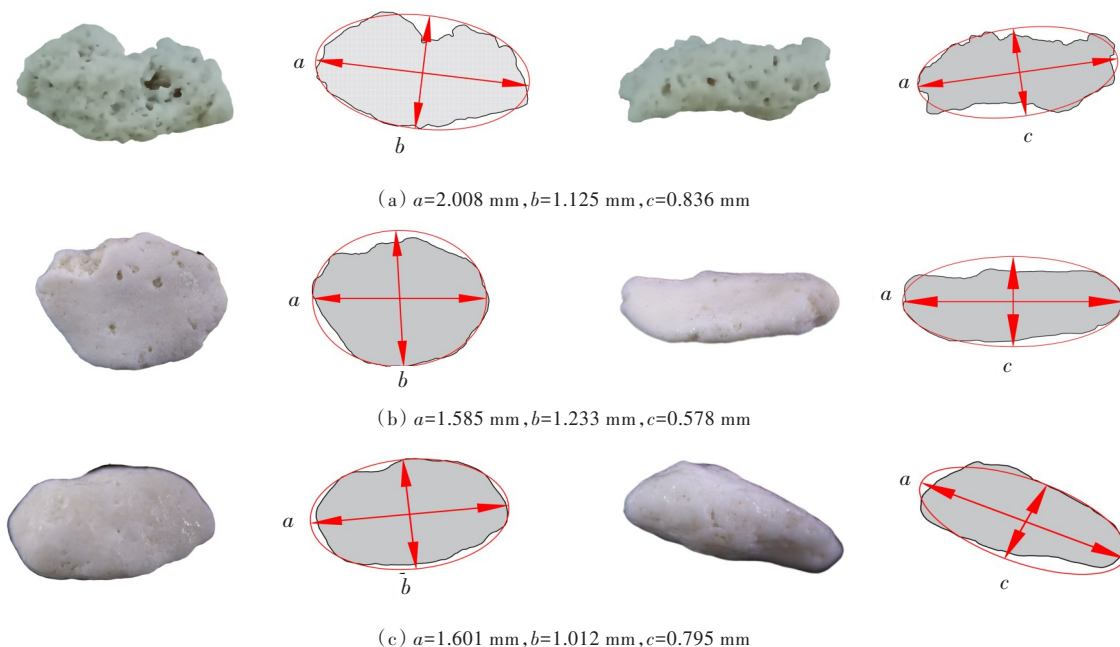 a
b
a
c
(a) a=2.008 mm,b=1.125 mm,c=0.836 mm
a
b
a
c
(b) a=1.585 mm,b=1.233 mm,c=0.578 mm
a
b
a
c
(c) a=1.601 mm,b=1.012 mm,c=0.795 mm